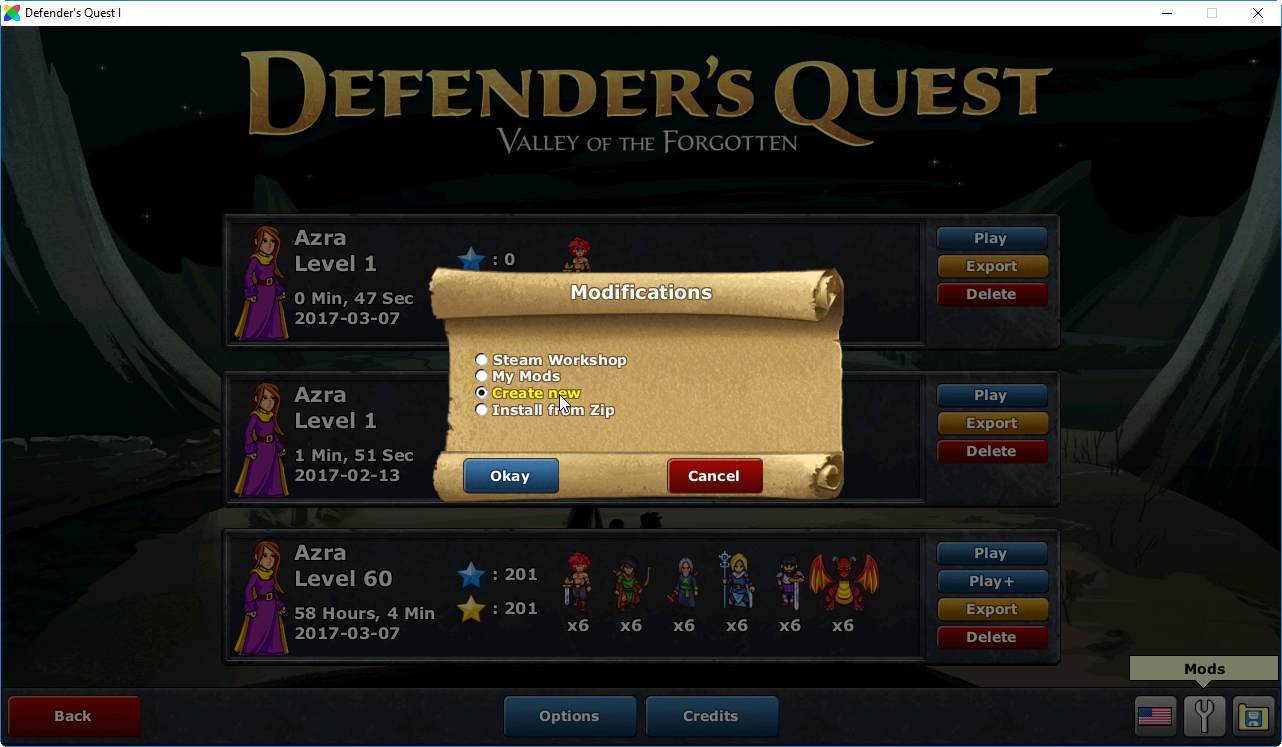 Defender's Quest I
DEFENDER'S QUEST
VALLEY OF THE FORGOTTEN
Azra
Level 1
0 Min, 47 Sec
2017-03-07
: 0
Play
Export
Delete
Modifications
Steam Workshop
My Mods
Create new
Install from Zip
Okay
Cancel
Azra
Level 1
1 Min, 51 Sec
2017-02-13
Play
Export
Delete
Azra
Level 60
58 Hours, 4 Min
2017-03-07
: 201
: 201
x6
x6
x6
x6
x6
x6
Play
Play+
Export
Delete
Mods
Back
Options
Credits